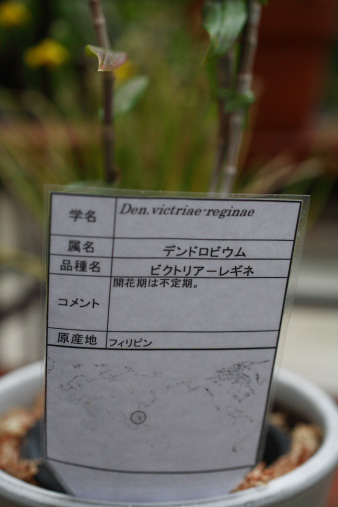 学名 Den.victriae-reginae
属名 デンドロビウム
品種名 ビクトリアーレギネ
コメント 開花期は不定期。
原産地 フィリピン